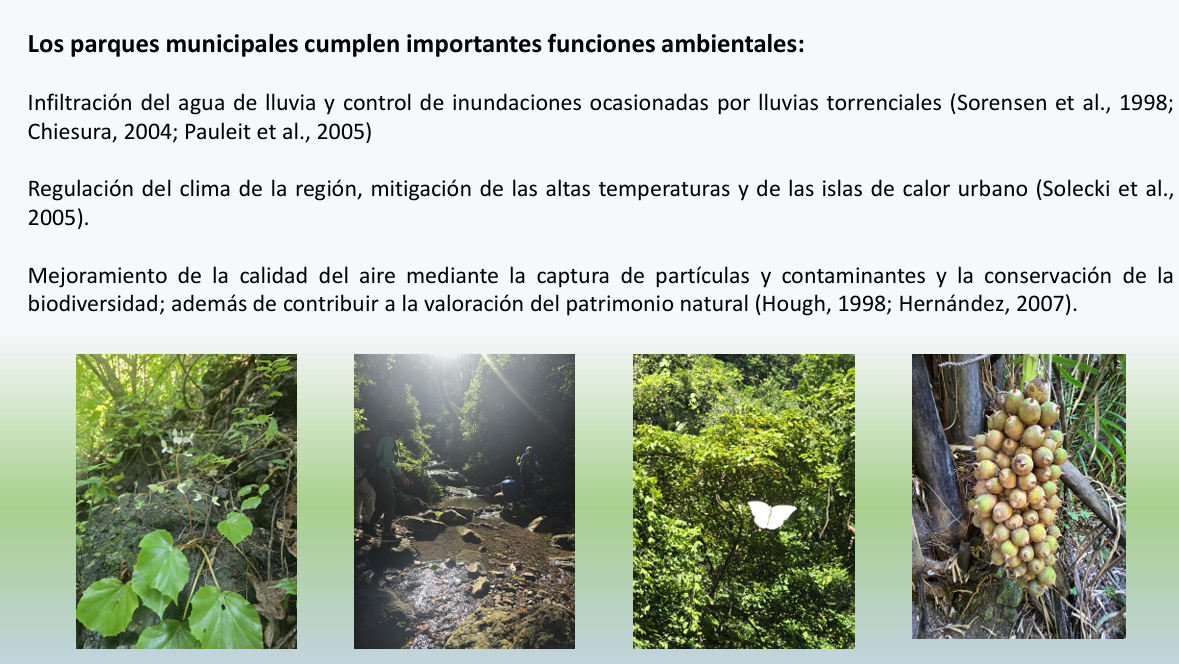 Los parques municipales cumplen importantes funciones ambientales:
Infiltración del agua de lluvia y control de inundaciones ocasionadas por lluvias torrenciales (Sorensen et al., 1998;
Chiesura, 2004; Pauleit et al., 2005)
Regulación del clima de la región, mitigación de las altas temperaturas y de las islas de calor urbano (Solecki et al.,
2005).
Mejoramiento de la calidad del aire mediante la captura de partículas y contaminantes y la conservación de la
biodiversidad; además de contribuir a la valoración del patrimonio natural (Hough, 1998; Hernández, 2007).